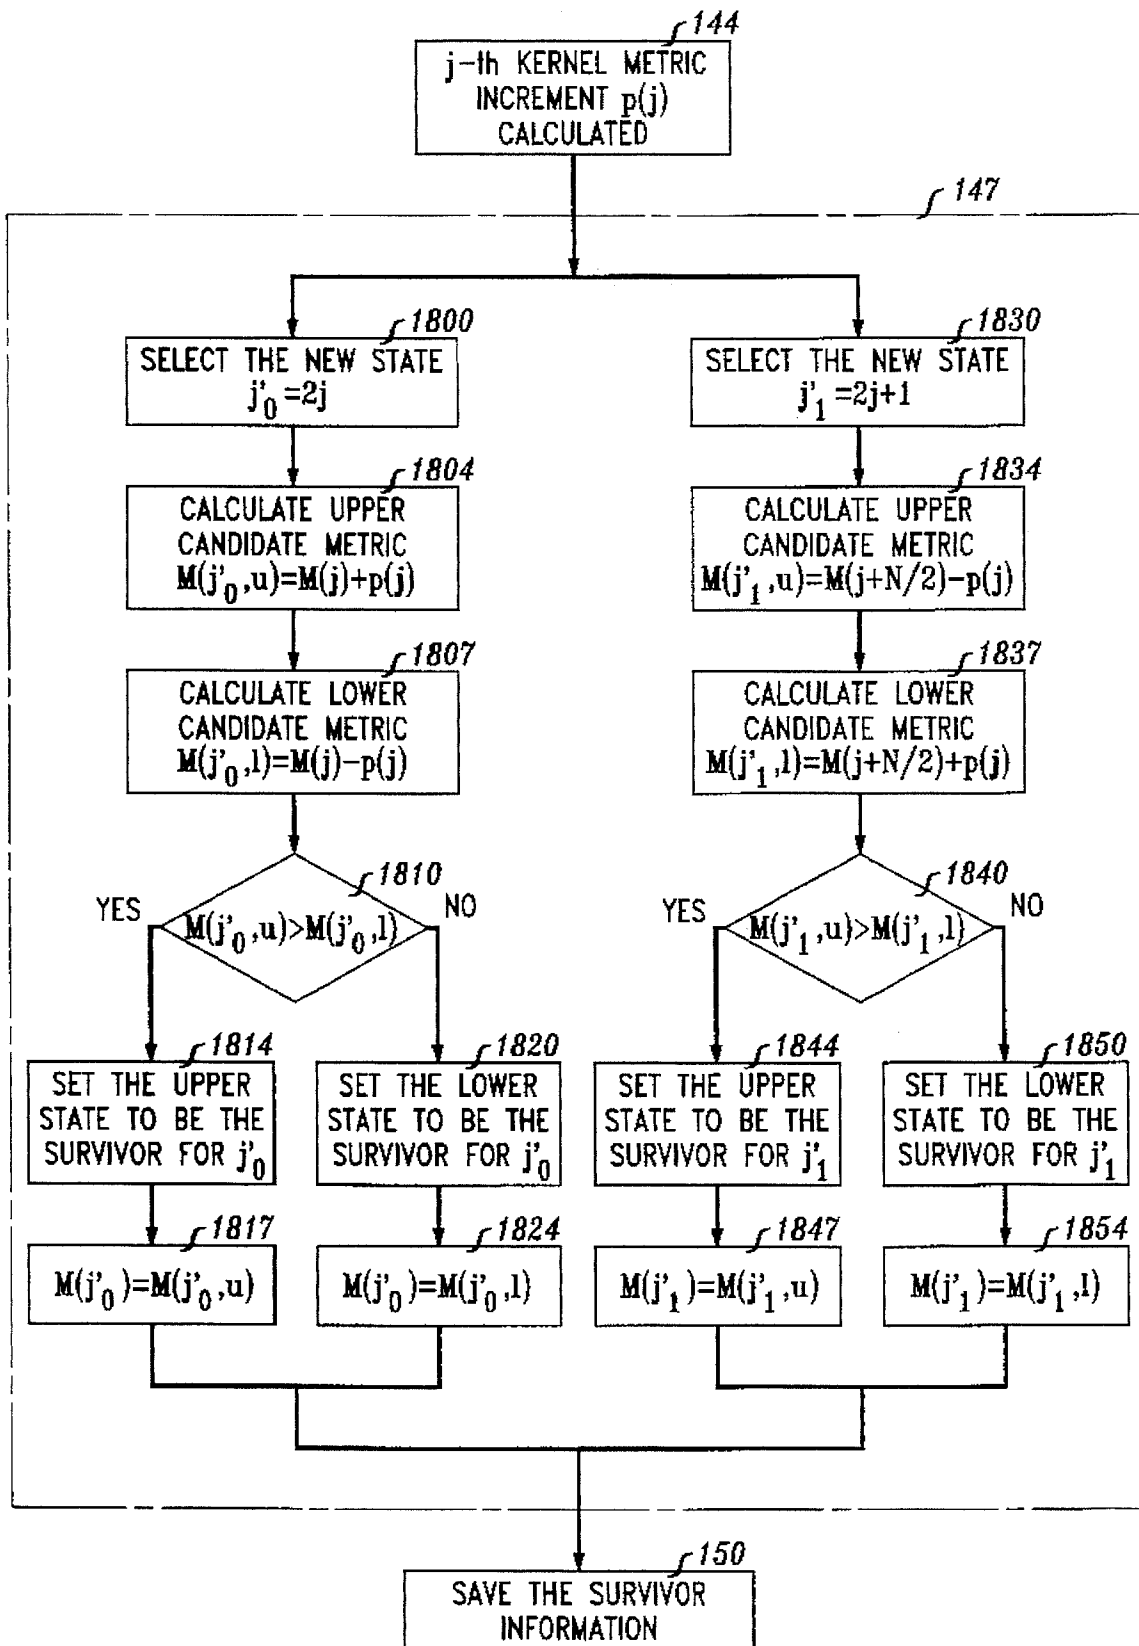 144
j-th KERNEL METRIC
INCREMENT p(j)
CALCULATED
147
1800
SELECT THE NEW STATE
j'₀=2j
1804
CALCULATE UPPER
CANDIDATE METRIC
M(j'₀,u)=M(j)+p(j)
1807
CALCULATE LOWER
CANDIDATE METRIC
M(j'₀,l)=M(j)-p(j)
1810
YES
M(j'₀,u)>M(j'₀,l)
NO
1814
SET THE UPPER
STATE TO BE THE
SURVIVOR FOR j'₀
1817
M(j'₀)=M(j'₀,u)
1820
SET THE LOWER
STATE TO BE THE
SURVIVOR FOR j'₀
1824
M(j'₀)=M(j'₀,l)
1830
SELECT THE NEW STATE
j'₁=2j+1
1834
CALCULATE UPPER
CANDIDATE METRIC
M(j'₁,u)=M(j+N/2)-p(j)
1837
CALCULATE LOWER
CANDIDATE METRIC
M(j'₁,l)=M(j+N/2)+p(j)
1840
YES
M(j'₁,u)>M(j'₁,l)
NO
1844
SET THE UPPER
STATE TO BE THE
SURVIVOR FOR j'₁
1847
M(j'₁)=M(j'₁,u)
1850
SET THE LOWER
STATE TO BE THE
SURVIVOR FOR j'₁
1854
M(j'₁)=M(j'₁,l)
150
SAVE THE SURVIVOR
INFORMATION